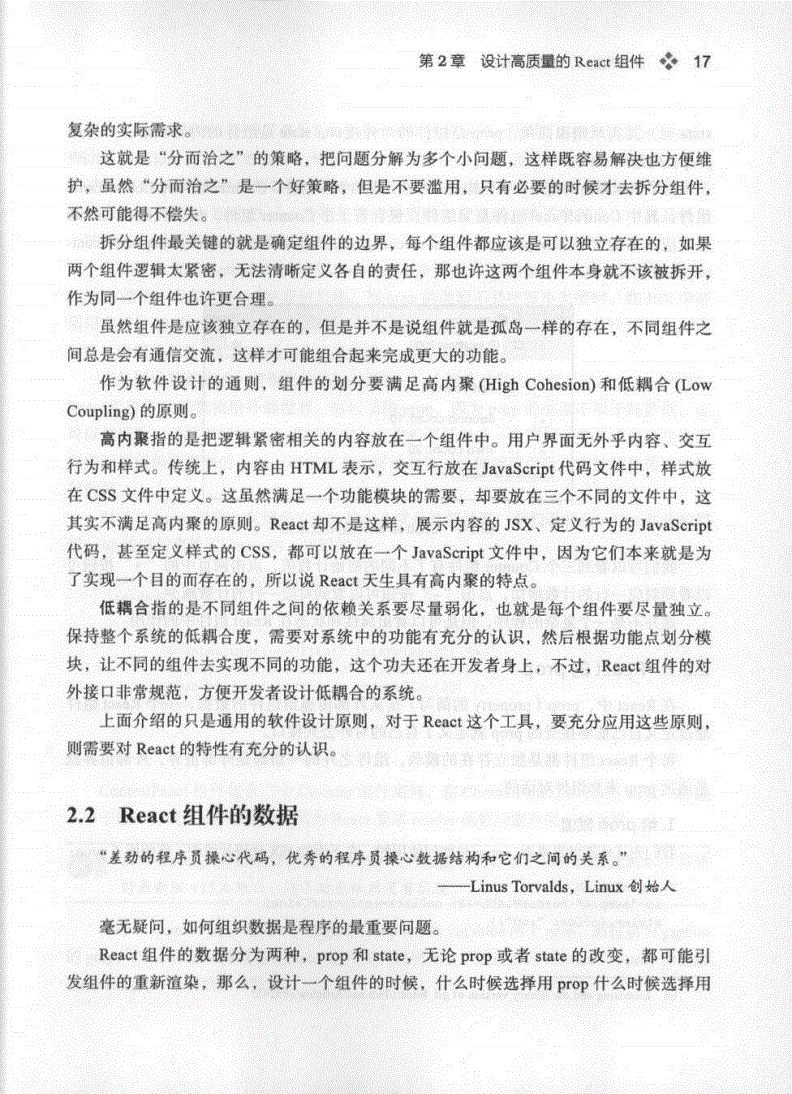 第 2 章 设计高质量的 React 组件 ❖ 17
复杂的实际需求。
这就是“分而治之”的策略，把问题分解为多个小问题，这样既容易解决也方便维
护，虽然“分而治之”是一个好策略，但是不要滥用，只有必要的时候才去拆分组件，
不然可能得不偿失。
拆分组件最关键的就是确定组件的边界，每个组件都应该是可以独立存在的，如果
两个组件逻辑太紧密，无法清晰定义各自的责任，那也许这两个组件本身就不该被拆开，
作为同一个组件也许更合理。
虽然组件是应该独立存在的，但是并不是说组件就是孤岛一样的存在，不同组件之
间总是会有通信交流，这样才可能组合起来完成更大的功能。
作为软件设计的通则，组件的划分要满足高内聚 (High Cohesion) 和低耦合 (Low
Coupling) 的原则。
高内聚指的是把逻辑紧密相关的内容放在一个组件中。用户界面无外乎内容、交互
行为和样式。传统上，内容由 HTML 表示，交互行放在 JavaScript 代码文件中，样式放
在 CSS 文件中定义。这虽然满足一个功能模块的需要，却要放在三个不同的文件中，这
其实不满足高内聚的原则。React 却不是这样，展示内容的 JSX、定义行为的 JavaScript
代码，甚至定义样式的 CSS，都可以放在一个 JavaScript 文件中，因为它们本来就是为
了实现一个目的而存在的，所以说 React 天生具有高内聚的特点。
低耦合指的是不同组件之间的依赖关系要尽量弱化，也就是每个组件要尽量独立。
保持整个系统的低耦合度，需要对系统中的功能有充分的认识，然后根据功能点划分模
块，让不同的组件去实现不同的功能，这个功夫还在开发者身上，不过，React 组件的对
外接口非常规范，方便开发者设计低耦合的系统。
上面介绍的只是通用的软件设计原则，对于 React 这个工具，要充分应用这些原则，
则需要对 React 的特性有充分的认识。
2.2 React 组件的数据
“差劲的程序员操心代码，优秀的程序员操心数据结构和它们之间的关系。”
——Linus Torvalds，Linux 创始人
毫无疑问，如何组织数据是程序的最重要问题。
React 组件的数据分为两种，prop 和 state，无论 prop 或者 state 的改变，都可能引
发组件的重新渲染，那么，设计一个组件的时候，什么时候选择用 prop 什么时候选择用